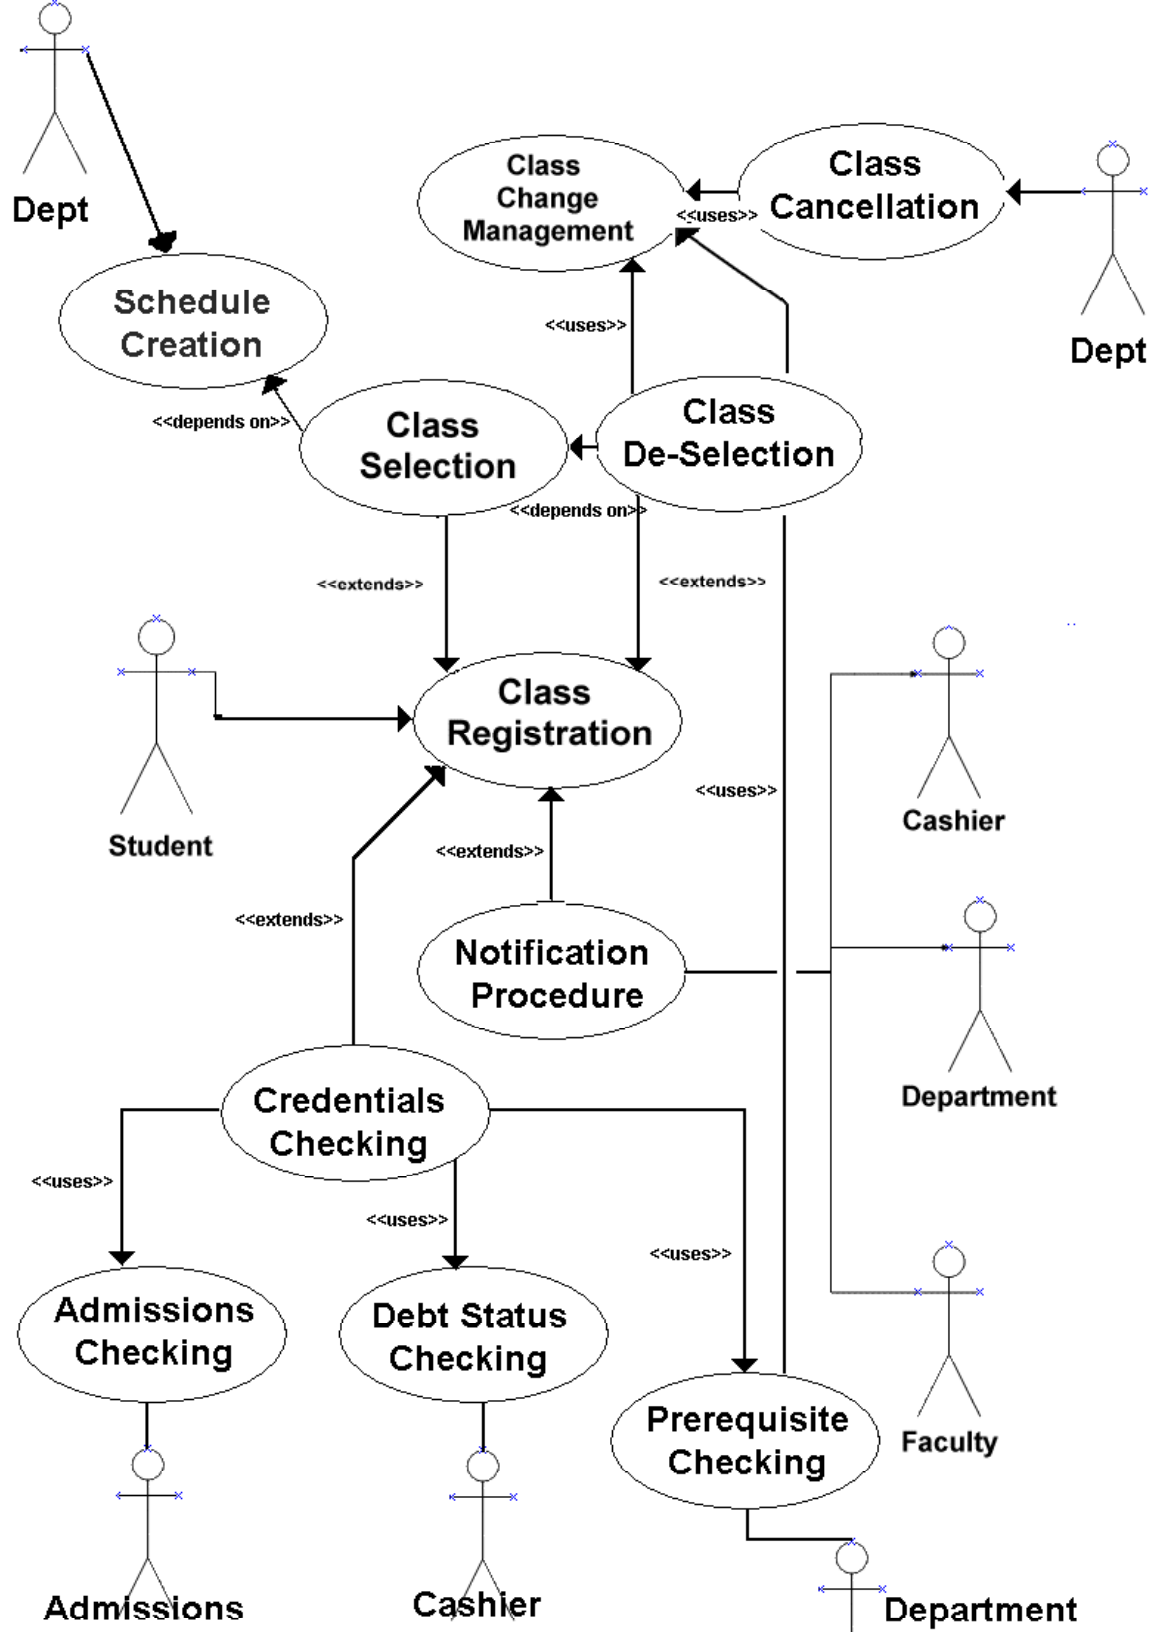 Dept
Class
Change
Management
Class
Cancellation
<<uses>>
Dept
Schedule
Creation
<<uses>>
<<depends on>>
Class
Selection
Class
De-Selection
<<depends on>>
<<extends>>
<<extends>>
Student
Class
Registration
<<uses>>
Cashier
<<extends>>
<<extends>>
Notification
Procedure
Department
Credentials
Checking
<<uses>>
<<uses>>
<<uses>>
Admissions
Checking
Debt Status
Checking
Prerequisite
Checking
Faculty
Admissions
Cashier
Department